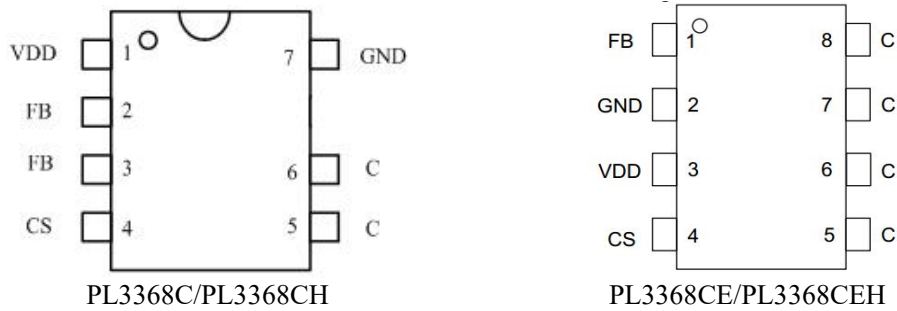 VDD 1 7 GND
FB 2
FB 3 6 C
CS 4 5 C
PL3368C/PL3368CH
FB 1 8 C
GND 2 7 C
VDD 3 6 C
CS 4 5 C
PL3368CE/PL3368CEH